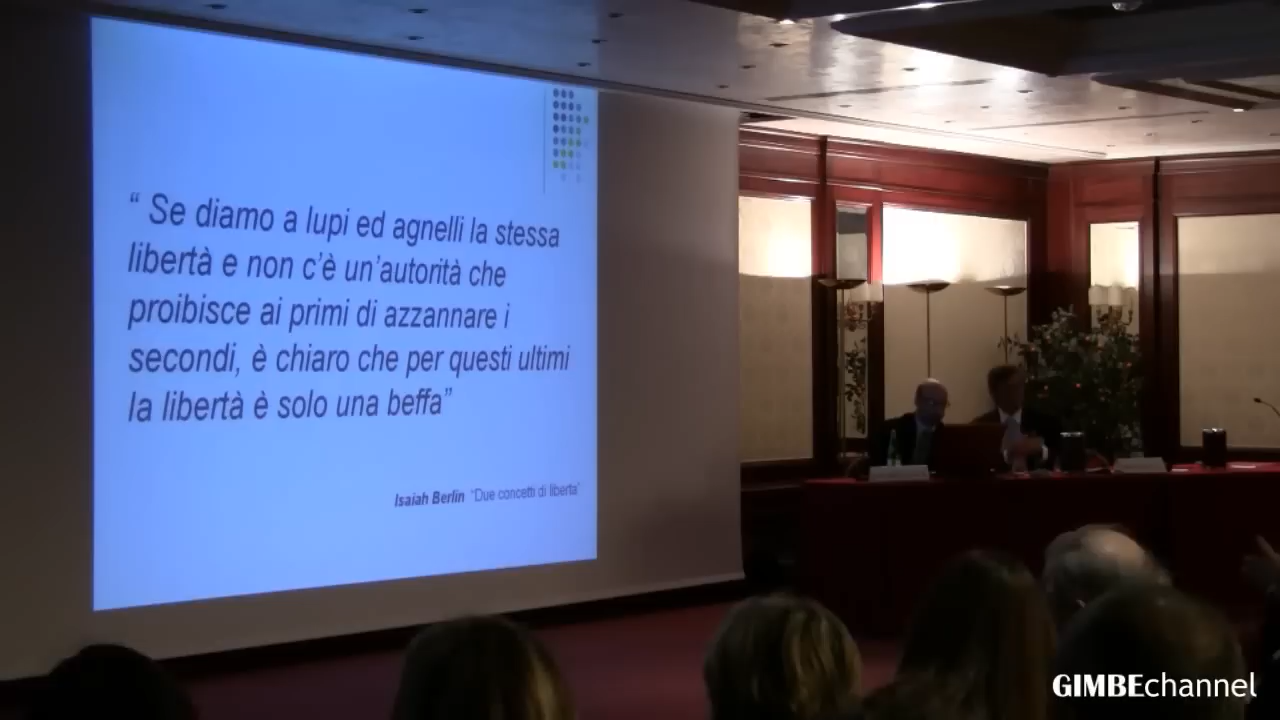 “ Se diamo a lupi ed agnelli la stessa
libertà e non c’è un’autorità che
proibisce ai primi di azzannare i
secondi, è chiaro che per questi ultimi
la libertà è solo una beffa”
Isaiah Berlin “Due concetti di liberta”
GIMBEchannel